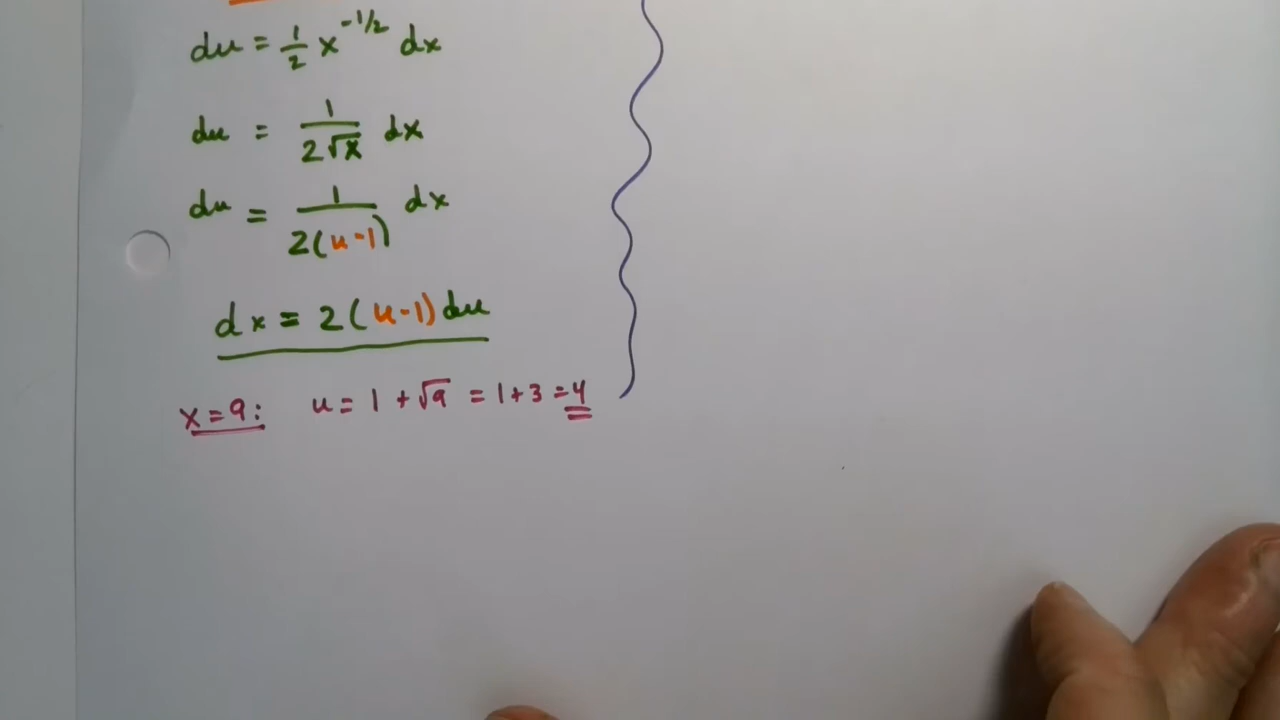 du = 1/2 x^{-1/2} dx
du = 1/(2√x) dx
du = 1/(2(u-1)) dx
dx = 2(u-1)du
x=9: u = 1 + √9 = 1+3 = 4